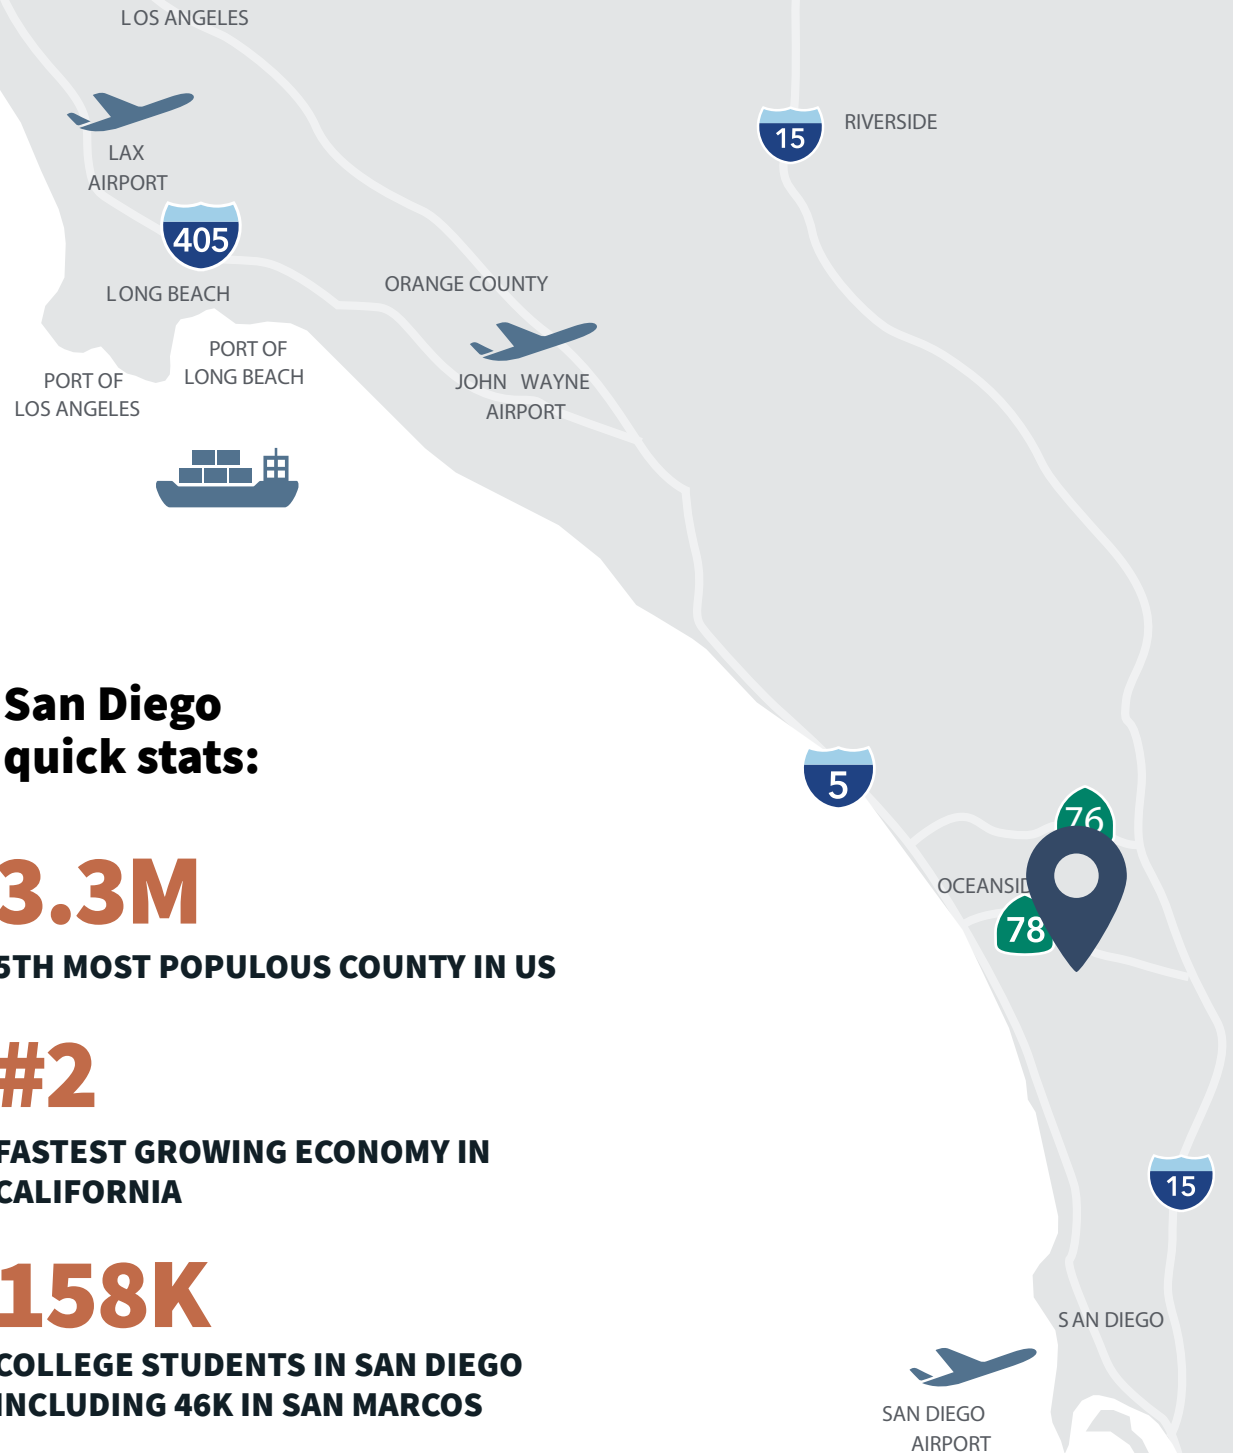 LOS ANGELES
15
RIVERSIDE
LAX
AIRPORT
405
LONG BEACH
ORANGE COUNTY
PORT OF
LONG BEACH
PORT OF
LOS ANGELES
JOHN WAYNE
AIRPORT
San Diego
quick stats:
5
76
3.3M
OCEANSID
78
5TH MOST POPULOUS COUNTY IN US
#2
FASTEST GROWING ECONOMY IN
CALIFORNIA
15
158K
SAN DIEGO
COLLEGE STUDENTS IN SAN DIEGO
INCLUDING 46K IN SAN MARCOS
SAN DIEGO
AIRPORT